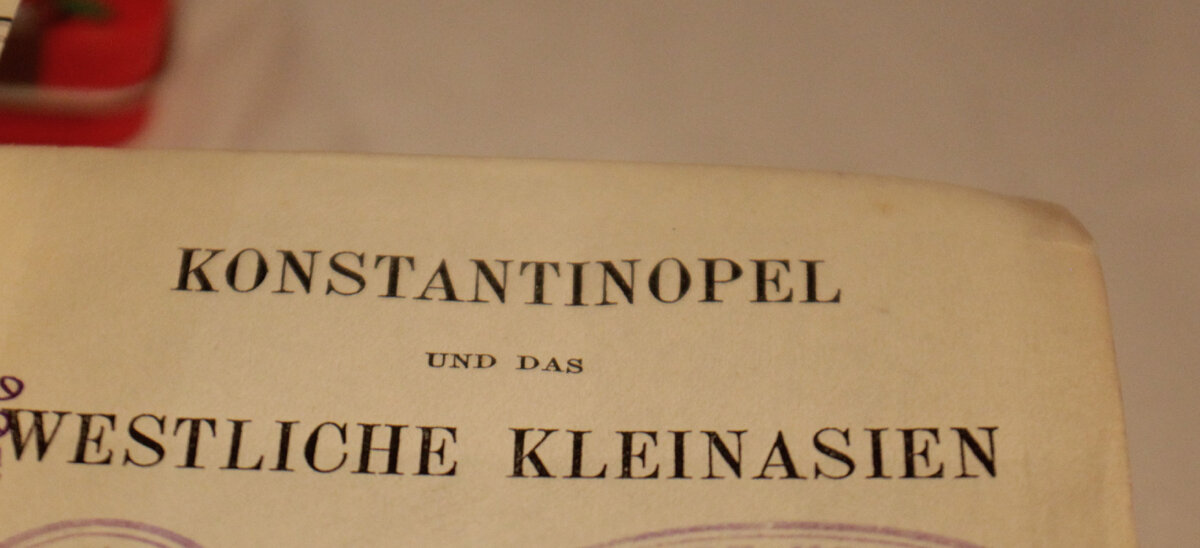 KONSTANTINOPEL
UND DAS
WESTLICHE KLEINASIEN